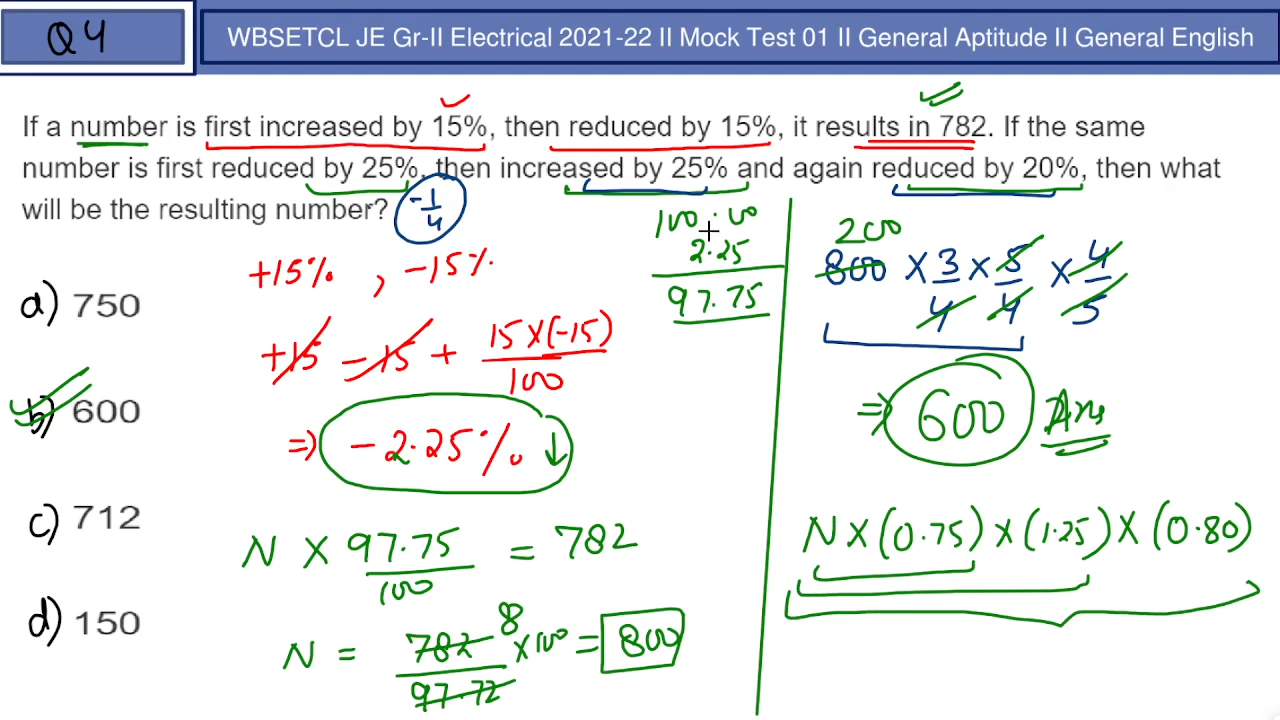 Q4
WBSETCL JE Gr-II Electrical 2021-22 II Mock Test 01 II General Aptitude II General English
If a number is first increased by 15%, then reduced by 15%, it results in 782. If the same
number is first reduced by 25%, then increased by 25% and again reduced by 20%, then what
will be the resulting number?
-1/4
a) 750
b) 600
c) 712
d) 150
+15% , -15%
+15 - 15 + 15×(-15)/100
⇒ -2.25% ↓
N × 97.75/100 = 782
N = 782/97.72 8 ×100 = 800
100.00
2.25
97.75
200
800 × 3/4 × 5/4 × 4/5
⇒ 600 Ans
N×(0.75)×(1.25)×(0.80)